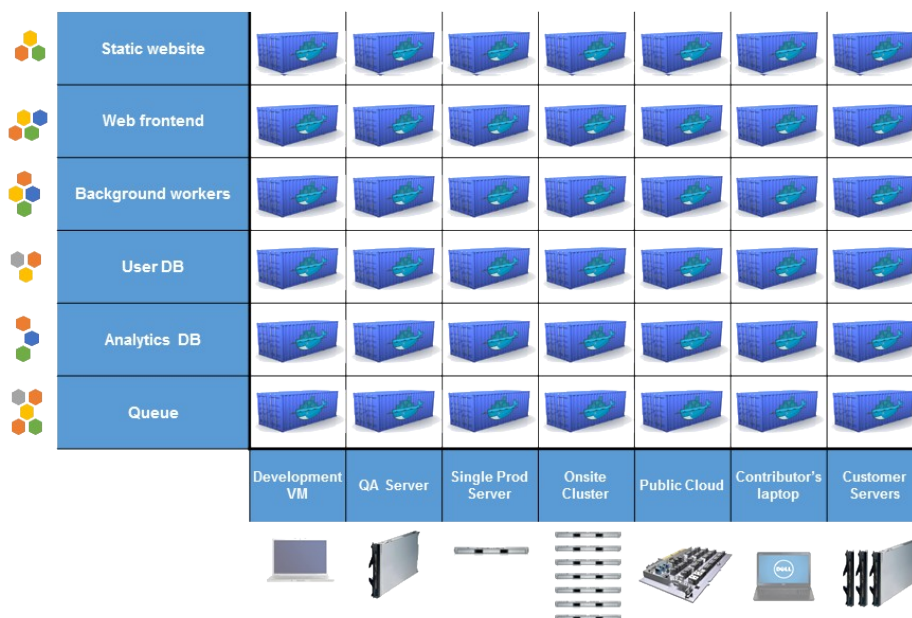 Static website
Web frontend
Background workers
User DB
Analytics DB
Queue
Development
VM
QA Server
Single Prod
Server
Onsite
Cluster
Public Cloud
Contributor's
laptop
Customer
Servers
DELL